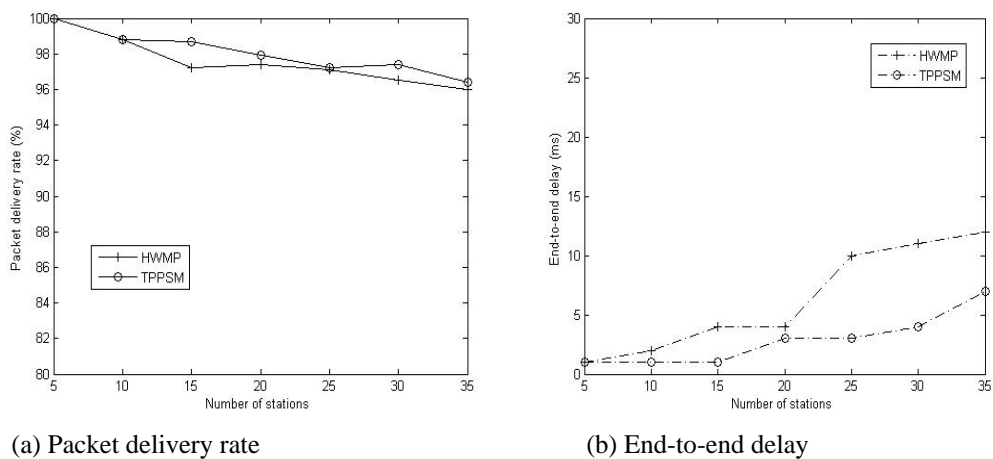 100
98
96
94
92
90
88
86
84
82
80
Packet delivery rate (%)
HWMP
TPPSM
5 10 15 20 25 30 35
Number of stations
30
25
20
15
10
5
0
End-to-end delay (ms)
HWMP
TPPSM
5 10 15 20 25 30 35
Number of stations
(a) Packet delivery rate
(b) End-to-end delay